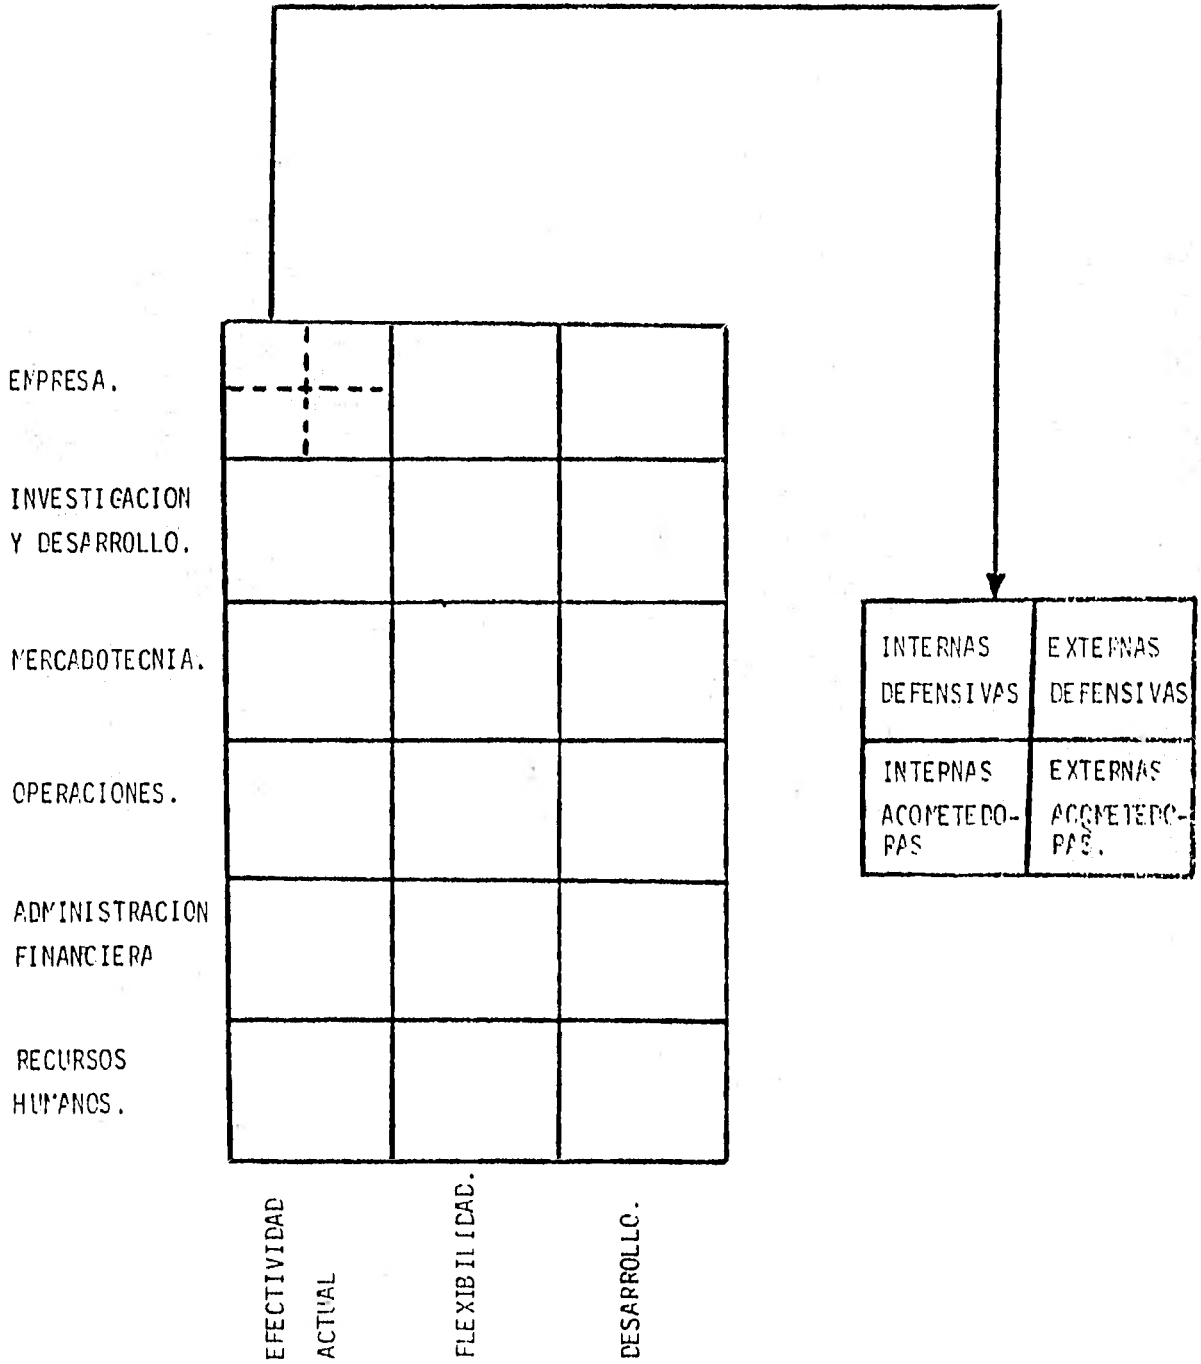 EMPRESA.
INVESTIGACION
Y DESARROLLO.
MERCADOTECNIA.
OPERACIONES.
ADMINISTRACION
FINANCIERA
RECURSOS
HUMANOS.
EFECTIVIDAD
ACTUAL
FLEXIBILIDAD.
DESARROLLO.
INTERNAS
DEFENSIVAS
EXTERNAS
DEFENSIVAS
INTERNAS
ACOMETEDO-
RAS
EXTERNAS
ACOMETEDO-
RAS.